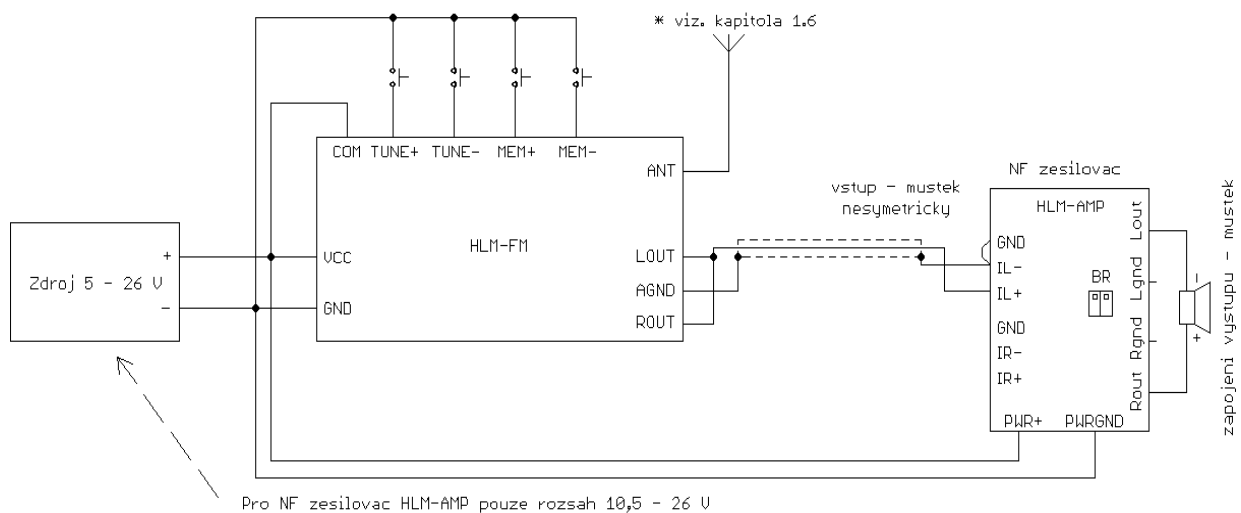 * viz. kapitola 1.6
COM TUNE+ TUNE- MEM+ MEM-
ANT
HLM-FM
VCC
GND
LOUT
AGND
ROUT
Zdroj 5 - 26 V
+
-
vstup - mustek
nesymetricky
NF zesilovac
HLM-AMP
GND
IL-
IL+
GND
IR-
IR+
BR
Lout
Lgnd
Rgnd
Rout
PWR+ PWRGND
-
+
zapojeni vystupu - mustek
Pro NF zesilovac HLM-AMP pouze rozsah 10,5 - 26 V